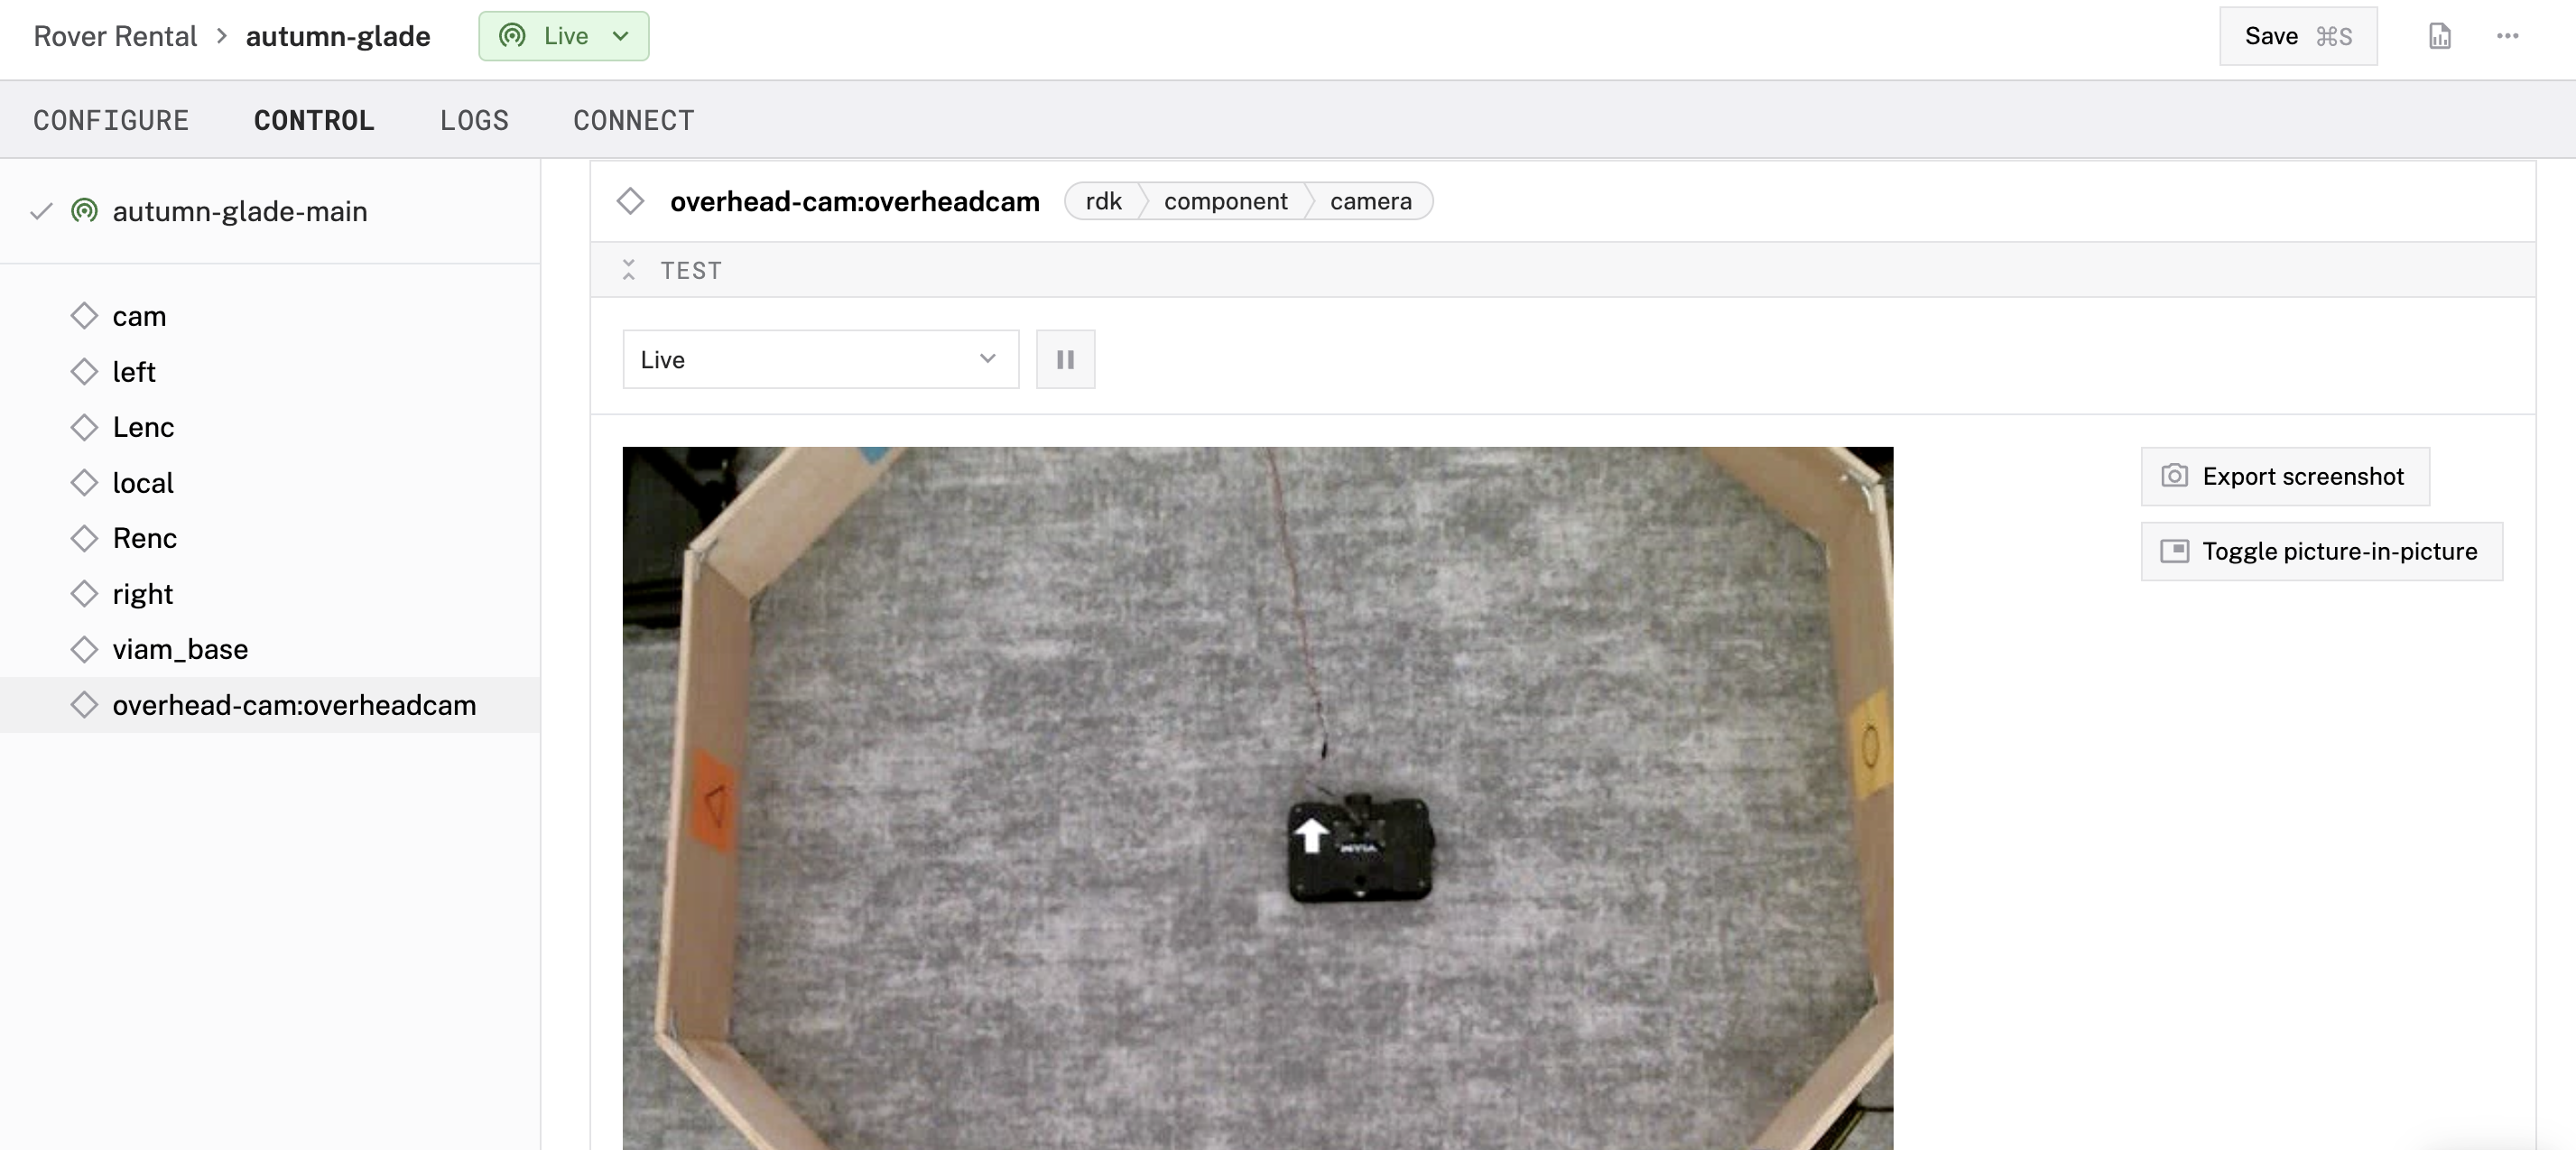 Rover Rental > autumn-glade Live Save ⌘S
CONFIGURE CONTROL LOGS CONNECT
autumn-glade-main
cam
left
Lenc
local
Renc
right
viam_base
overhead-cam:overheadcam
overhead-cam:overheadcam rdk component camera
TEST
Live
Export screenshot
Toggle picture-in-picture